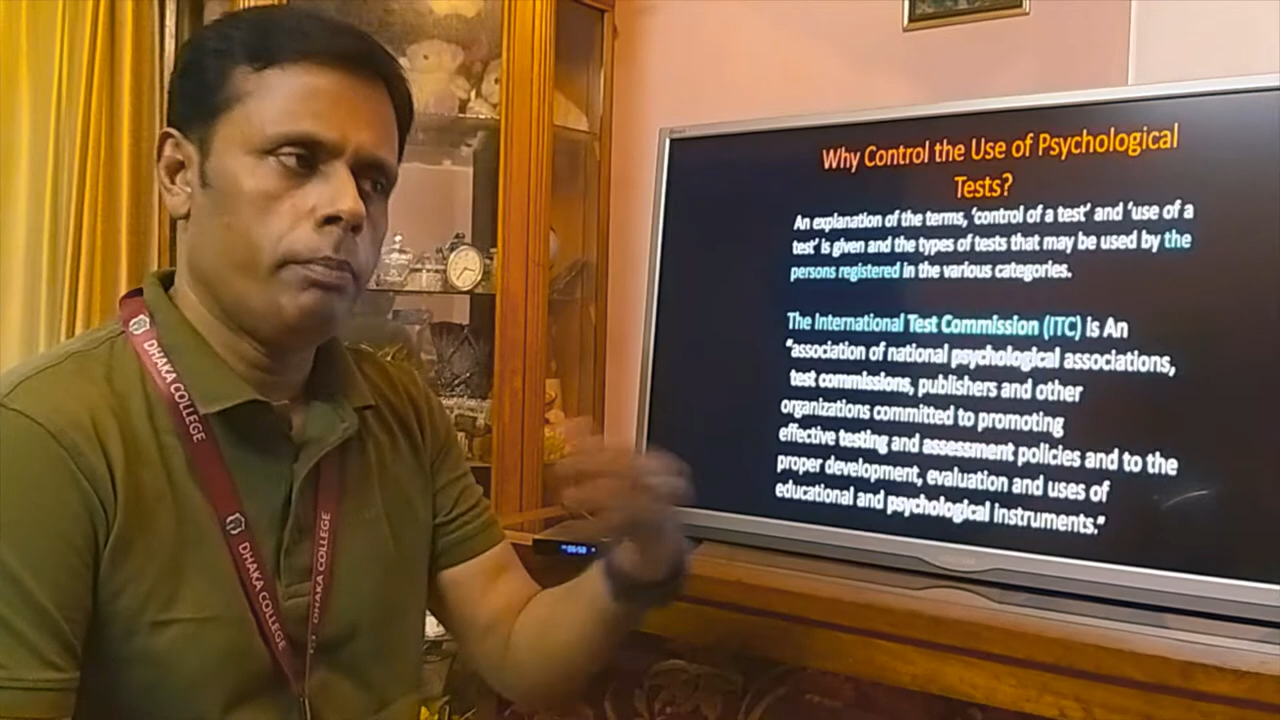 Why Control the Use of Psychological
Tests?
An explanation of the terms, ‘control of a test’ and ‘use of a
test’ is given and the types of tests that may be used by the
persons registered in the various categories.
The International Test Commission (ITC) is An
“association of national psychological associations,
test commissions, publishers and other
organizations committed to promoting
effective testing and assessment policies and to the
proper development, evaluation and uses of
educational and psychological instruments.”
DHAKA COLLEGE
DHAKA COLLEGE
DHAKA COLLEGE